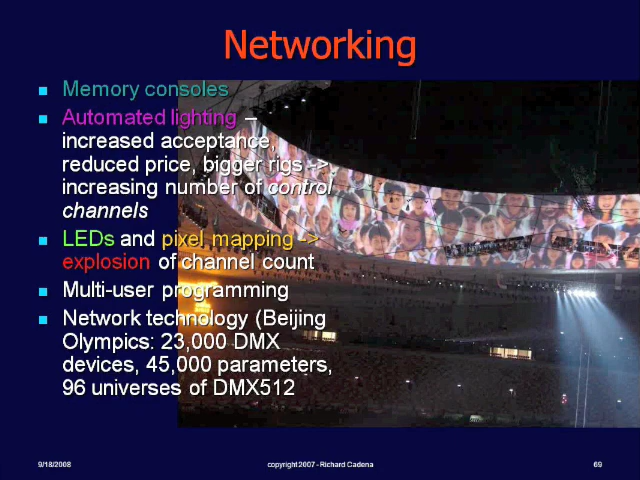 Networking
Memory consoles
Automated lighting –
increased acceptance,
reduced price, bigger rigs ->
increasing number of control
channels
LEDs and pixel mapping ->
explosion of channel count
Multi-user programming
Network technology (Beijing
Olympics: 23,000 DMX
devices, 45,000 parameters,
96 universes of DMX512
9/18/2008
copyright 2007 - Richard Cadena
69